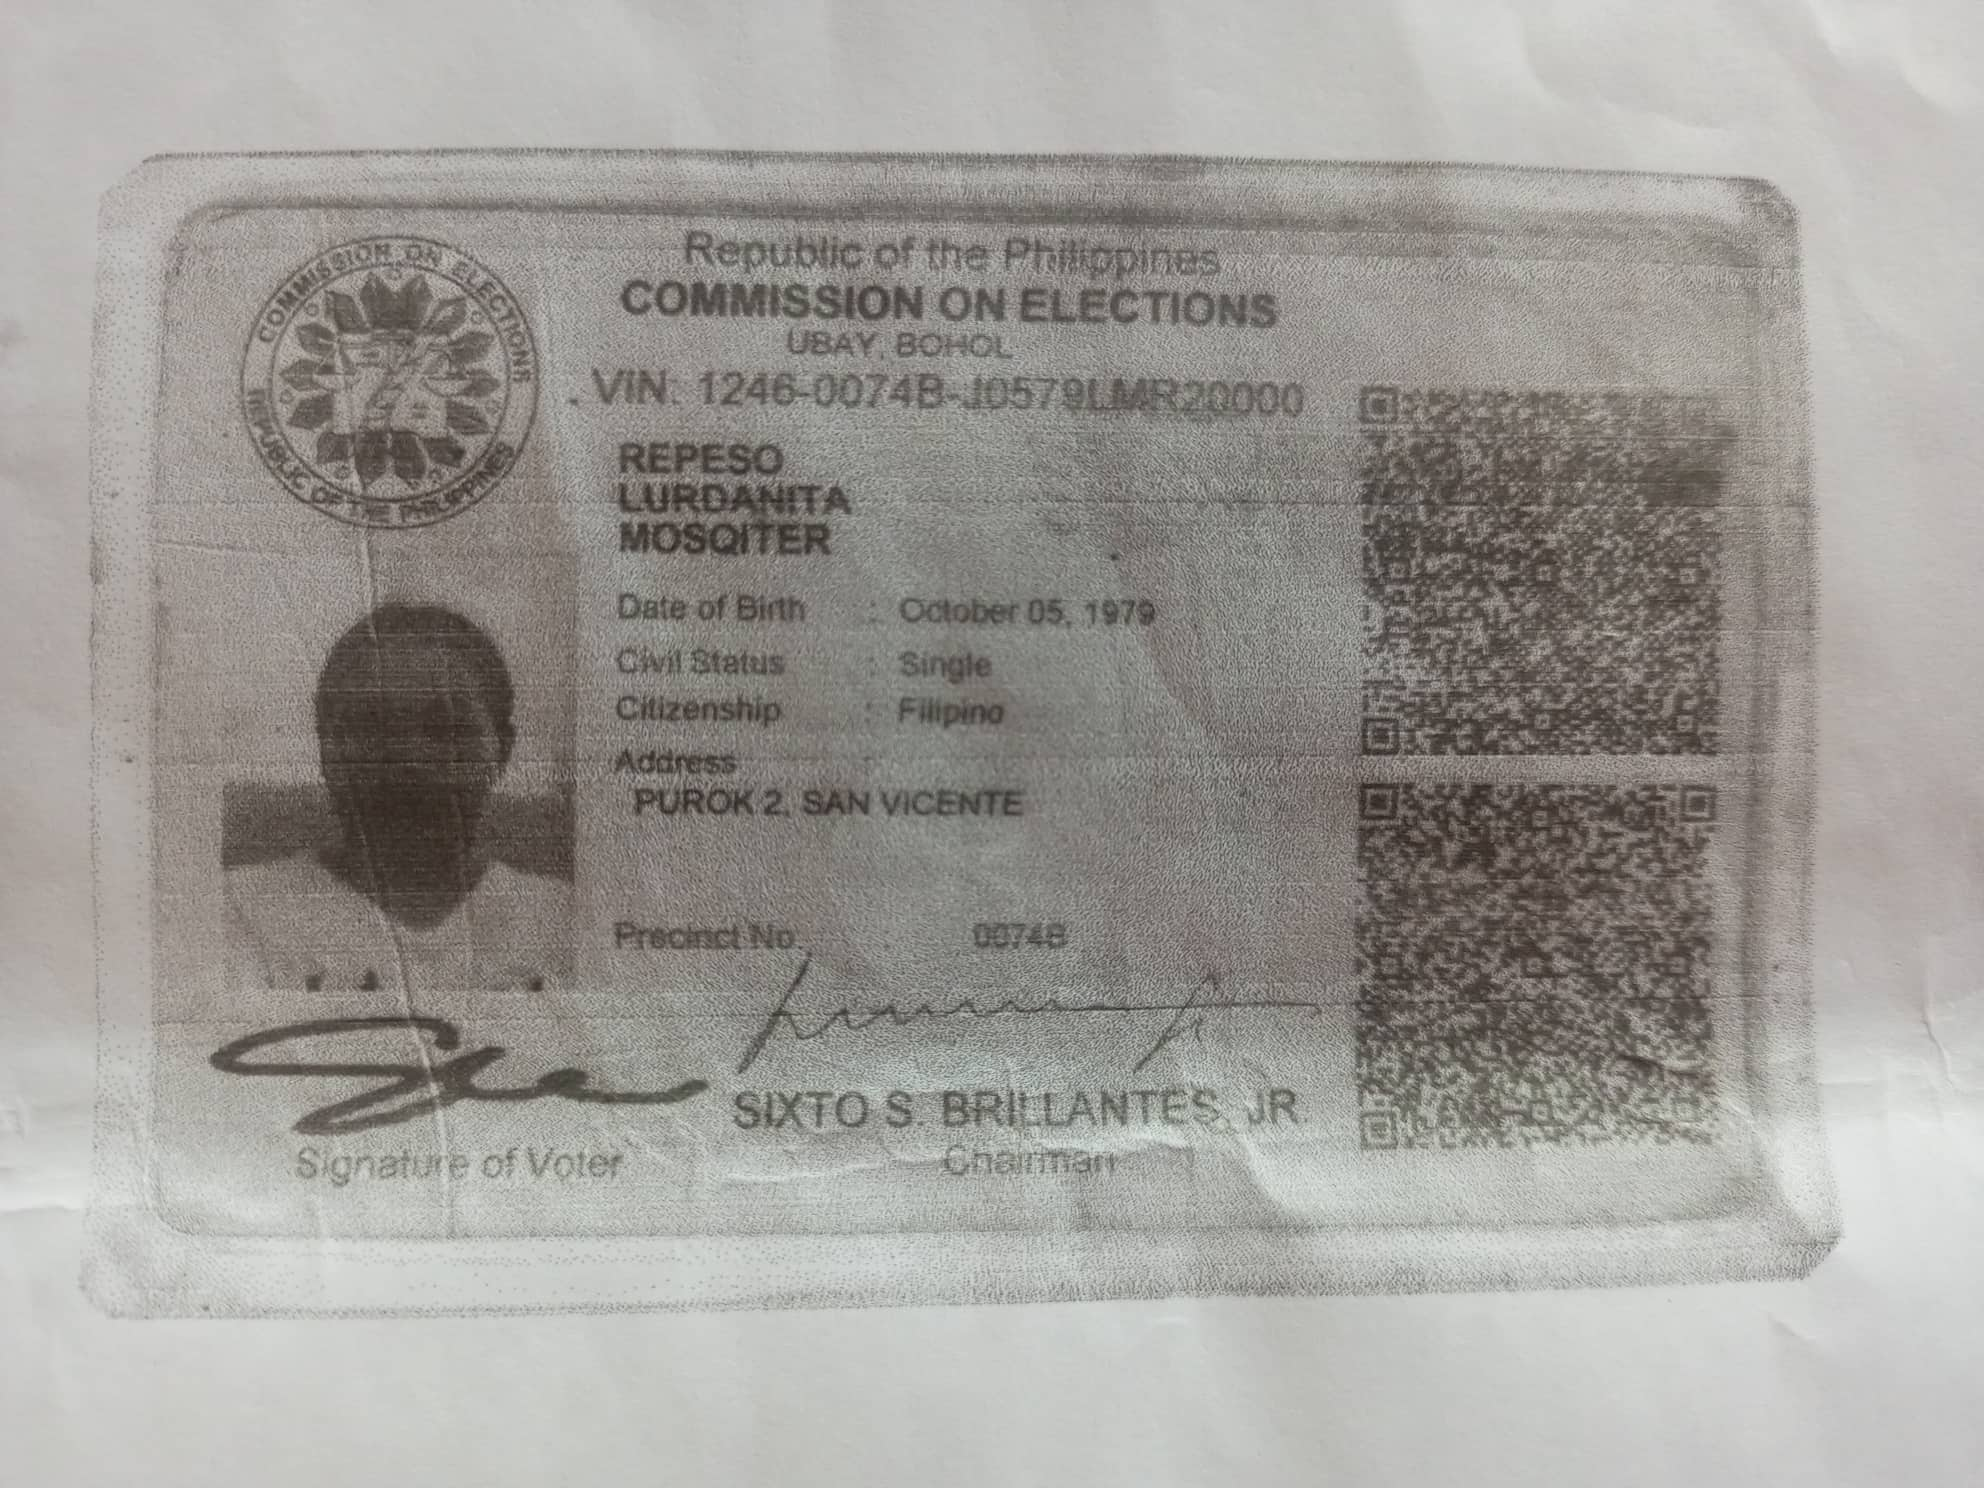 COMMISSION ON ELECTIONS
REPUBLIC OF THE PHILIPPINES
Republic of the Philippines
COMMISSION ON ELECTIONS
UBAY, BOHOL
VIN: 1246-0074B-J0579LMR20000
REPESO
LURDANITA
MOSQITER
Date of Birth : October 05, 1979
Civil Status : Single
Citizenship : Filipino
Address
PUROK 2, SAN VICENTE
Precinct No. : 0074B
SIXTO S. BRILLANTES, JR.
Signature of Voter
Chairman